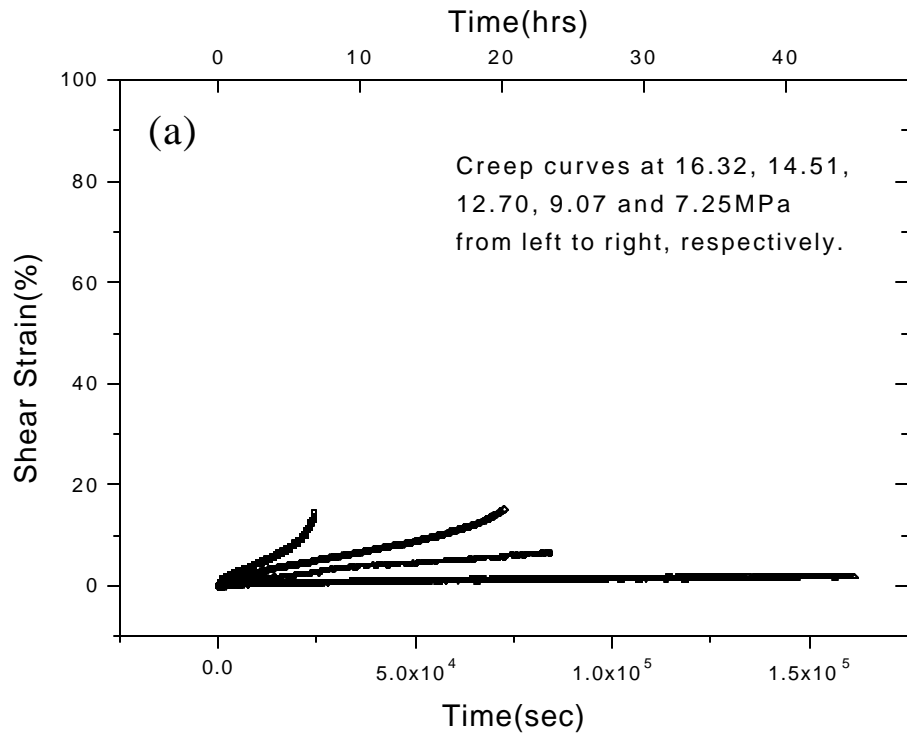 Time(hrs)
0 10 20 30 40
100
(a)
Creep curves at 16.32, 14.51,
12.70, 9.07 and 7.25MPa
from left to right, respectively.
80
60
40
20
0
Shear Strain(%)
0.0 5.0x10⁴ 1.0x10⁵ 1.5x10⁵
Time(sec)